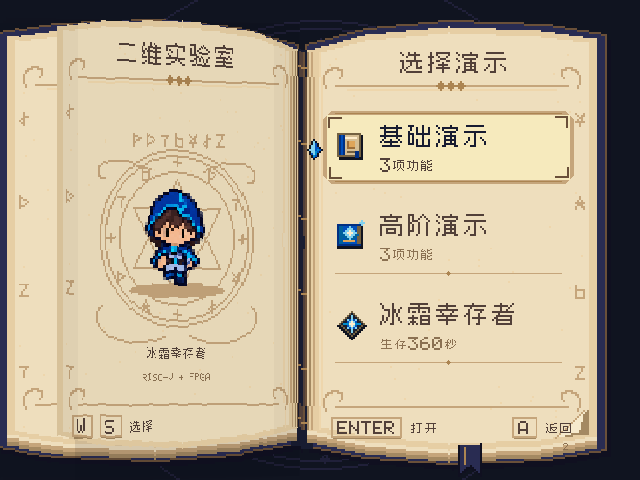 二维实验室
冰霜幸存者
RISC-V + FPGA
W S 选择
选择演示
基础演示
3项功能
高阶演示
3项功能
冰霜幸存者
生存360秒
ENTER 打开
A 返回